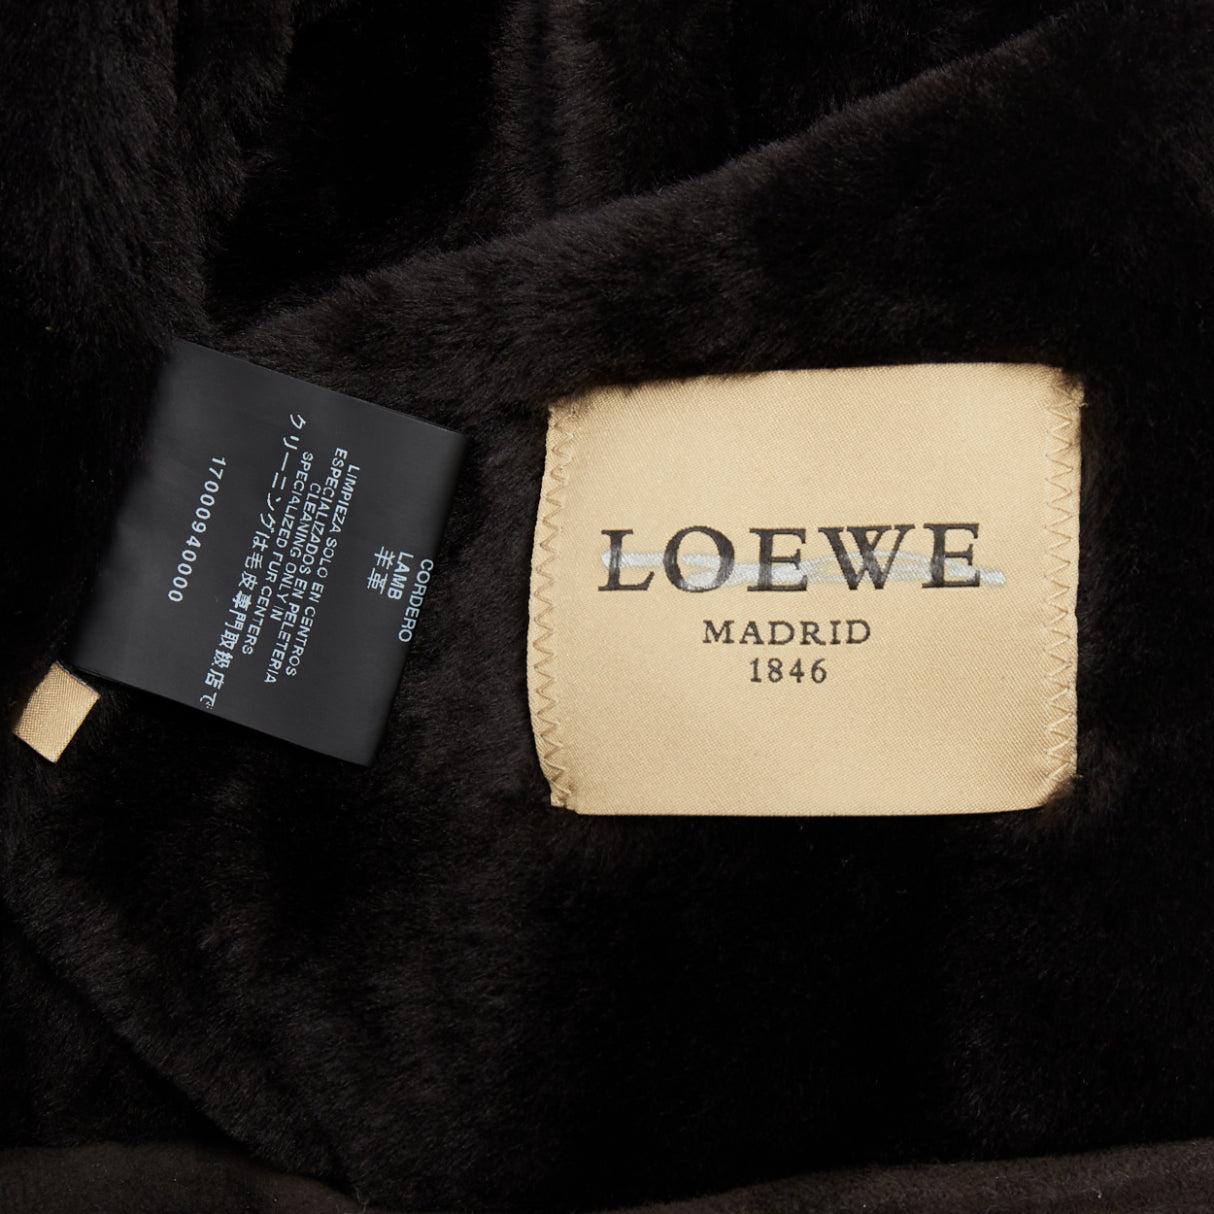 CORDERO
LAMB
羊革
LIMPIEZA SOLO EN CENTROS
ESPECIALIZADOS EN PELETERIA
CLEANING ONLY IN
SPECIALIZED FUR CENTERS
クリーニングは毛皮専門取扱店で
17000940000
LOEWE
MADRID
1846